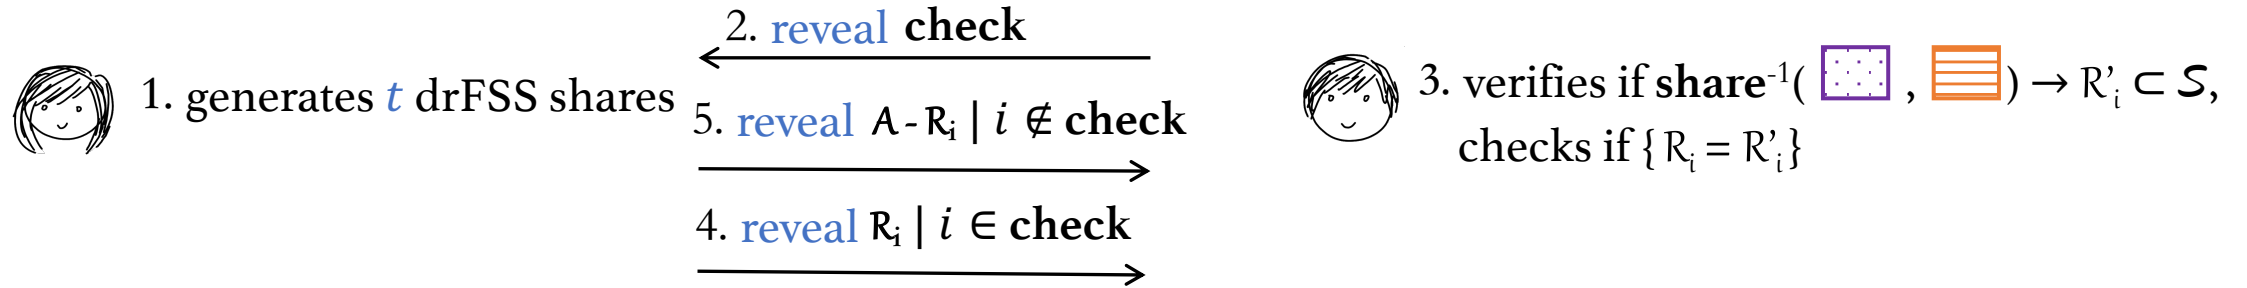 1. generates t drFSS shares
2. reveal check
5. reveal A - Rᵢ | i ∉ check
4. reveal Rᵢ | i ∈ check
3. verifies if share⁻¹( , ) → R’ᵢ ⊂ S,
checks if { Rᵢ = R’ᵢ}